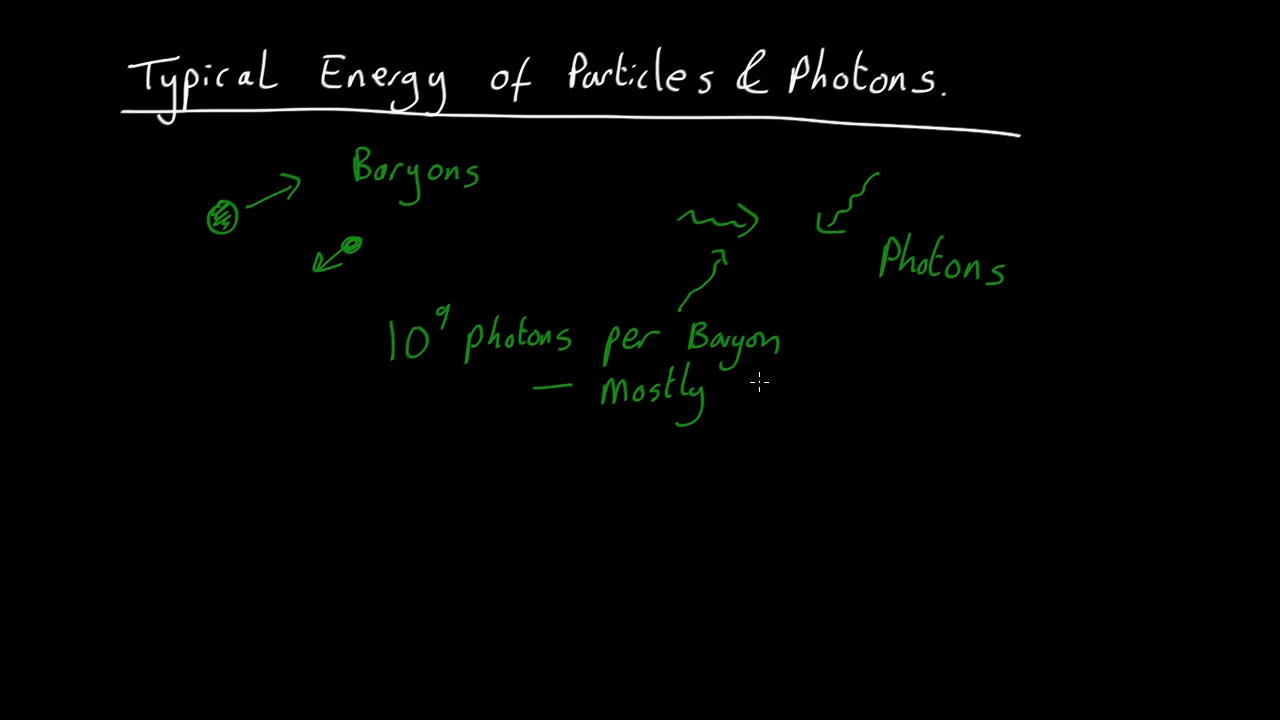 Typical Energy of Particles & Photons.
Baryons
Photons
10⁹ photons per Baryon
— Mostly